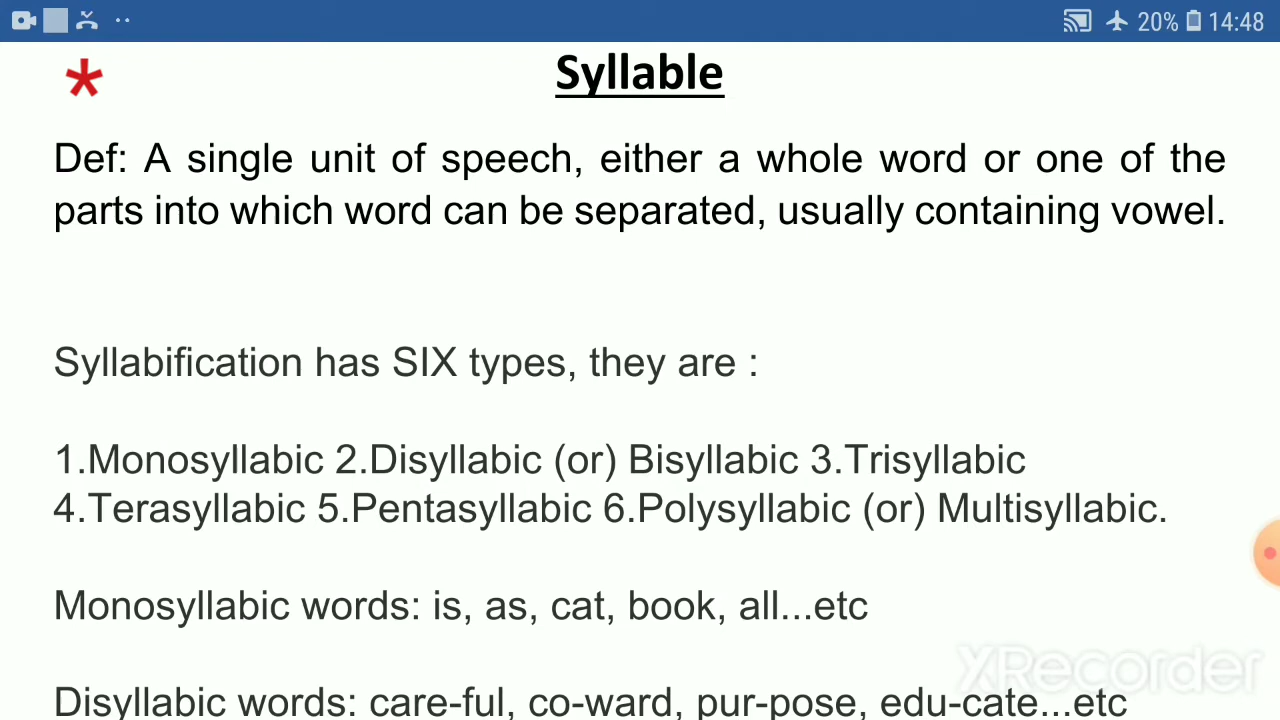 20% 14:48
* Syllable
Def: A single unit of speech, either a whole word or one of the
parts into which word can be separated, usually containing vowel.
Syllabification has SIX types, they are :
1.Monosyllabic 2.Disyllabic (or) Bisyllabic 3.Trisyllabic
4.Terasyllabic 5.Pentasyllabic 6.Polysyllabic (or) Multisyllabic.
Monosyllabic words: is, as, cat, book, all...etc
XRecorder
Disyllabic words: care-ful, co-ward, pur-pose, edu-cate...etc